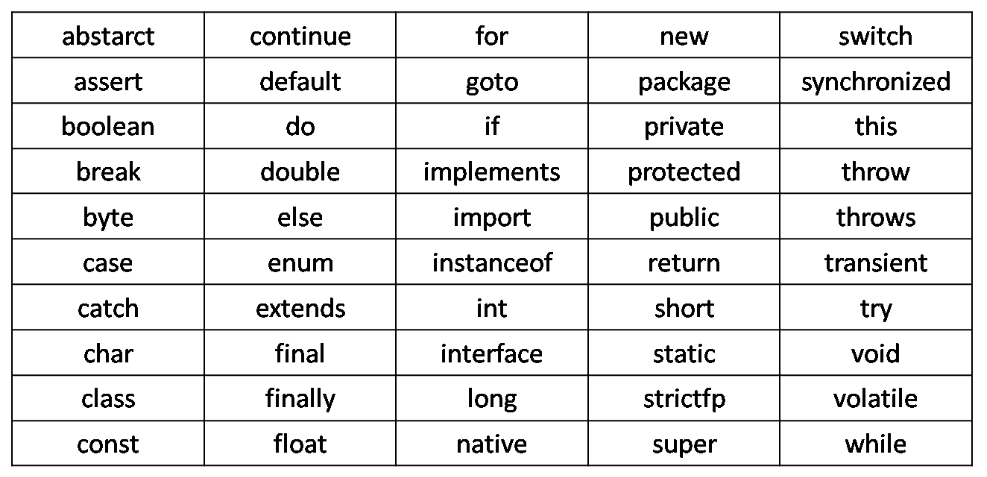 abstarct continue for new switch
assert default goto package synchronized
boolean do if private this
break double implements protected throw
byte else import public throws
case enum instanceof return transient
catch extends int short try
char final interface static void
class finally long strictfp volatile
const float native super while